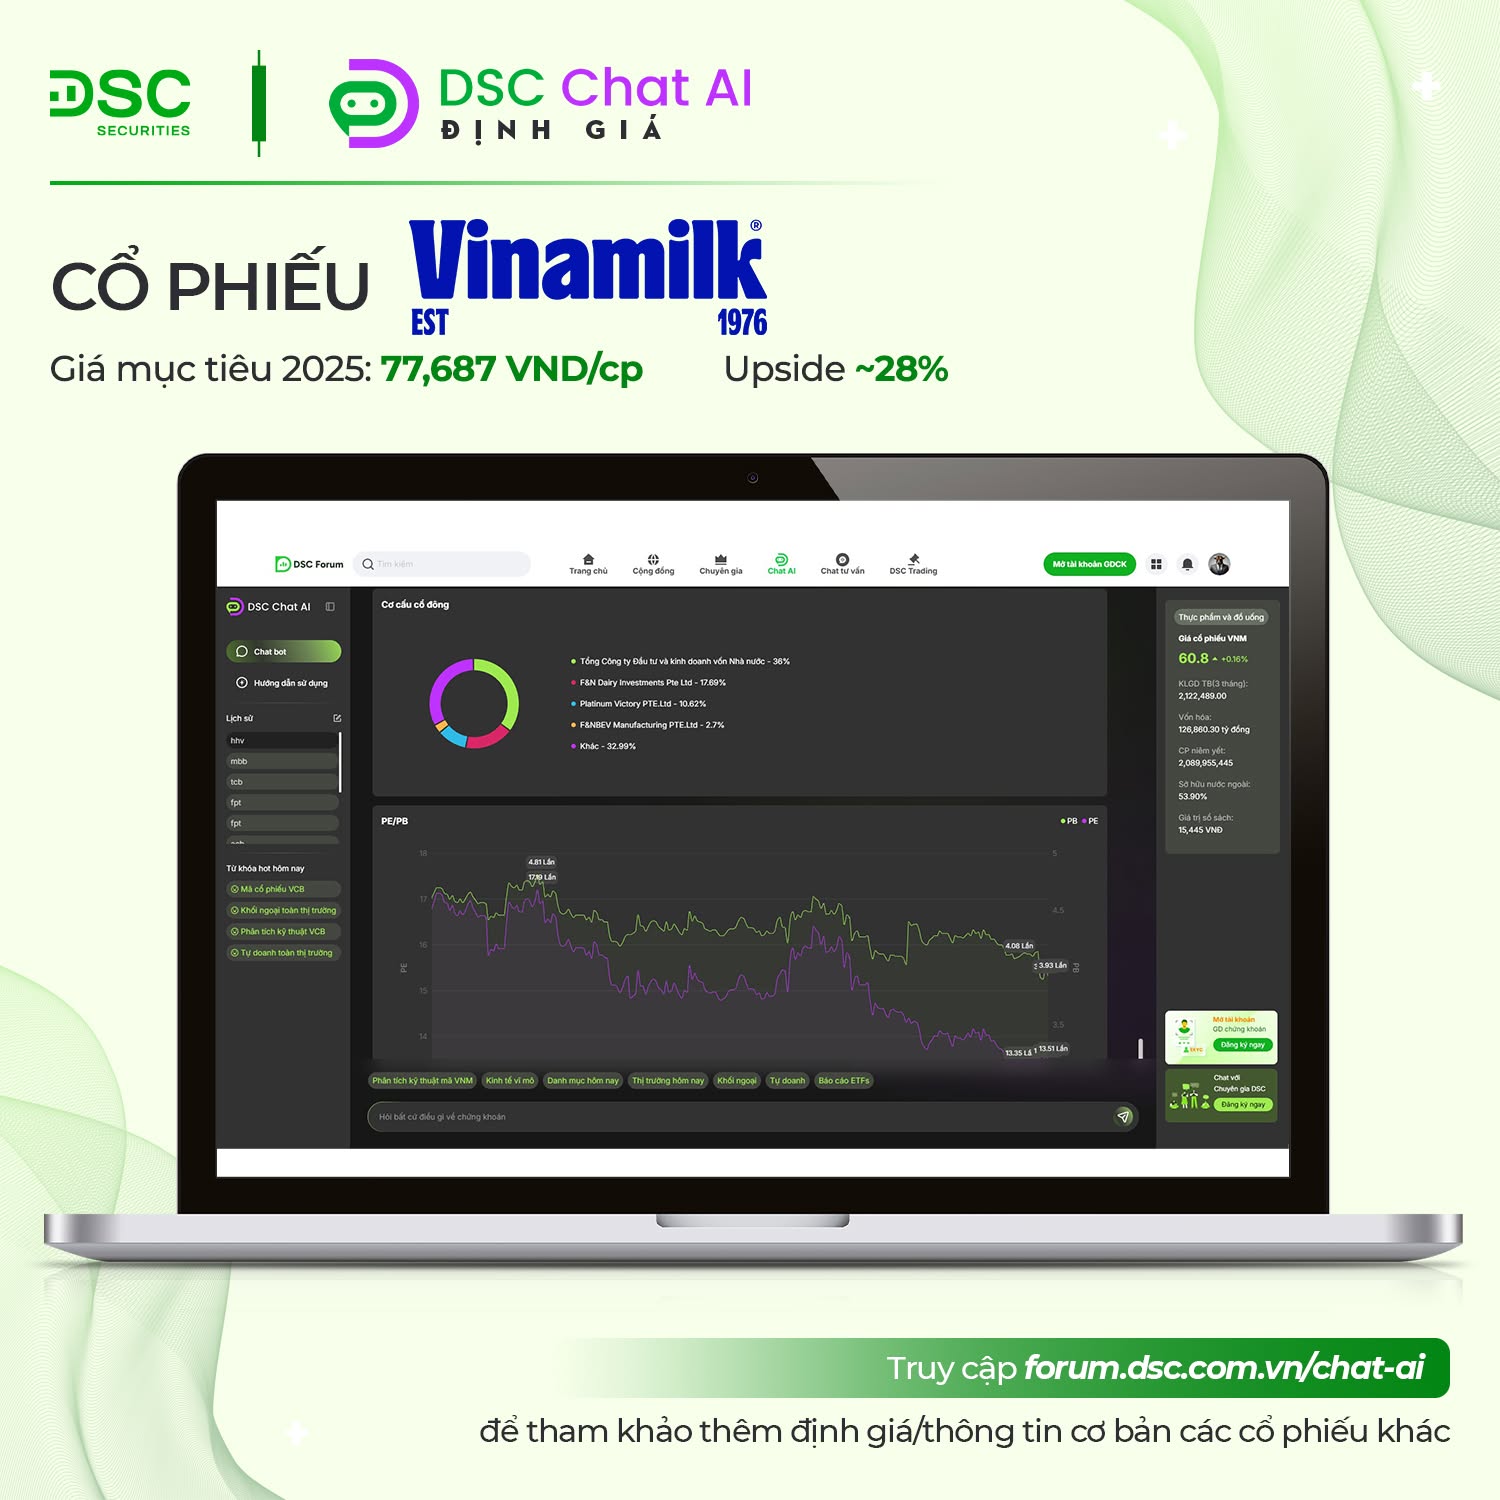 DSC
SECURITIES
DSC Chat AI
ĐỊNH GIÁ
CỔ PHIẾU
Vinamilk®
EST 1976
Giá mục tiêu 2025: 77,687 VND/cp
Upside ~28%
DSC Forum
Tìm kiếm
Trang chủ
Cộng đồng
Chuyên gia
Chat AI
Chat tư vấn
DSC Trading
Mở tài khoản GDCK
DSC Chat AI
Chat bot
Hướng dẫn sử dụng
Lịch sử
hhv
mbb
tcb
fpt
fpt
Từ khóa hot hôm nay
Mã cổ phiếu VCB
Khối ngoại toàn thị trường
Phân tích kỹ thuật VCB
Tự doanh toàn thị trường
Cơ cấu cổ đông
Tổng Công ty Đầu tư và kinh doanh vốn Nhà nước - 36%
F&N Dairy Investments Pte Ltd - 17.69%
Platinum Victory PTE.Ltd - 10.62%
F&NBEV Manufacturing PTE.Ltd - 2.7%
Khác - 32.99%
PE/PB
PB PE
18
17
16
15
14
PE
4.81 Lần
17.19 Lần
4.08 Lần
3.93 Lần
13.51 Lần
5
4.5
3.5
PB
Phân tích kỹ thuật mã VNM
Kinh tế vĩ mô
Danh mục hôm nay
Thị trường hôm nay
Khối ngoại
Tự doanh
Báo cáo ETFs
Hỏi bất cứ điều gì về chứng khoán
Thực phẩm và đồ uống
Giá cổ phiếu VNM
60.8 +0.16%
KLGD TB(3 tháng):
2,122,489.00
Vốn hóa:
126,860.30 tỷ đồng
CP niêm yết:
2,089,955,445
Sở hữu nước ngoài:
53.90%
Giá trị sổ sách:
15,445 VNĐ
Mở tài khoản
GD chứng khoán
Đăng ký ngay
Chat với
Chuyên gia DSC
Đăng ký ngay
Truy cập forum.dsc.com.vn/chat-ai
để tham khảo thêm định giá/thông tin cơ bản các cổ phiếu khác